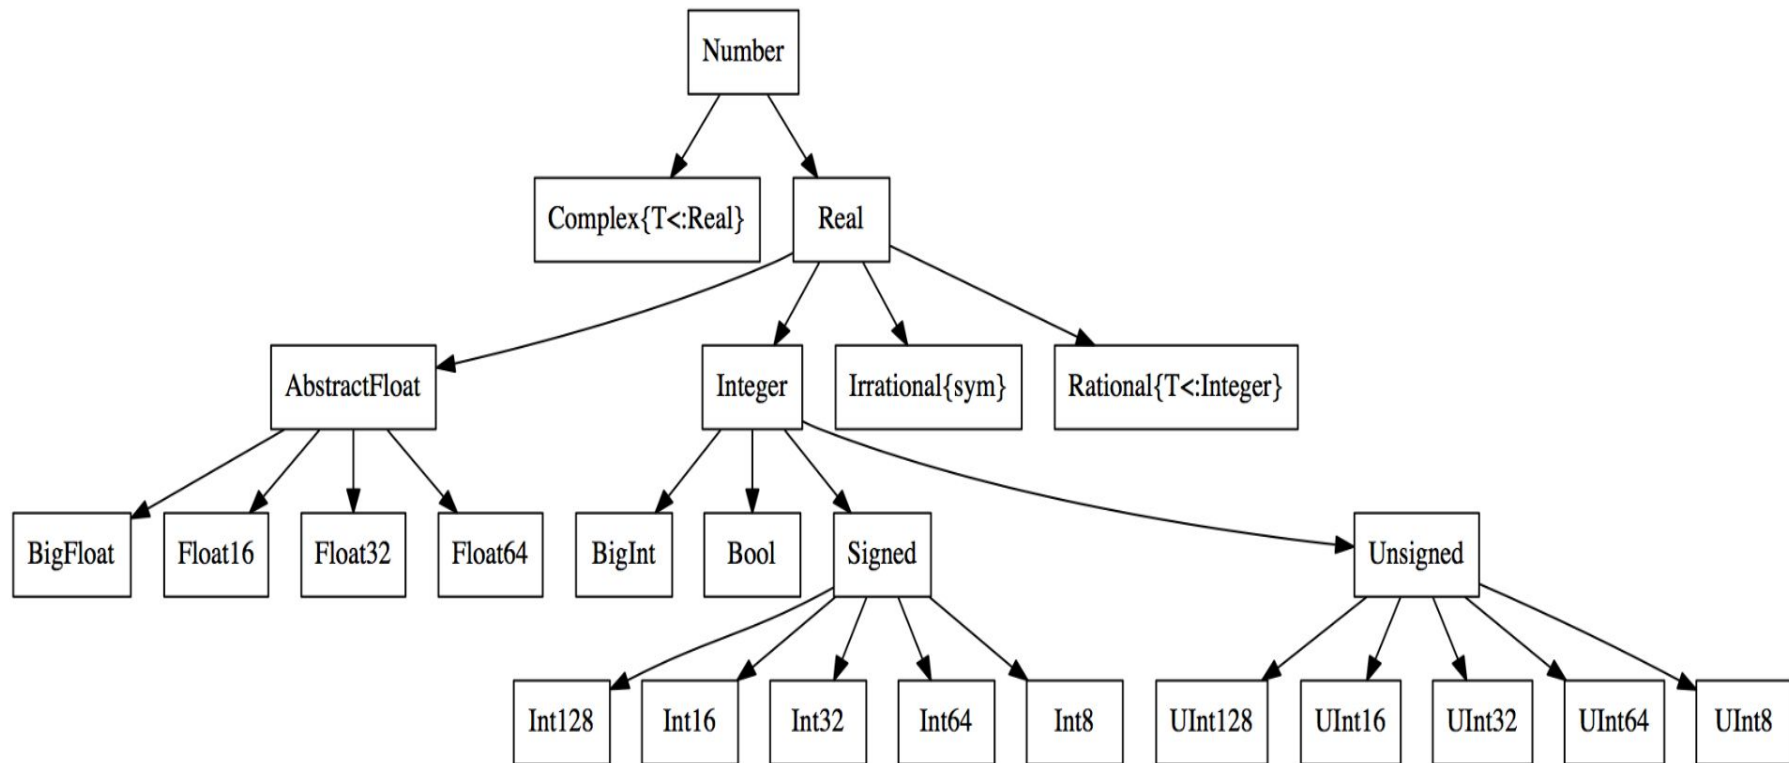 Number
Complex{T<:Real}
Real
AbstractFloat
Integer
Irrational{sym}
Rational{T<:Integer}
BigFloat
Float16
Float32
Float64
BigInt
Bool
Signed
Unsigned
Int128
Int16
Int32
Int64
Int8
UInt128
UInt16
UInt32
UInt64
UInt8